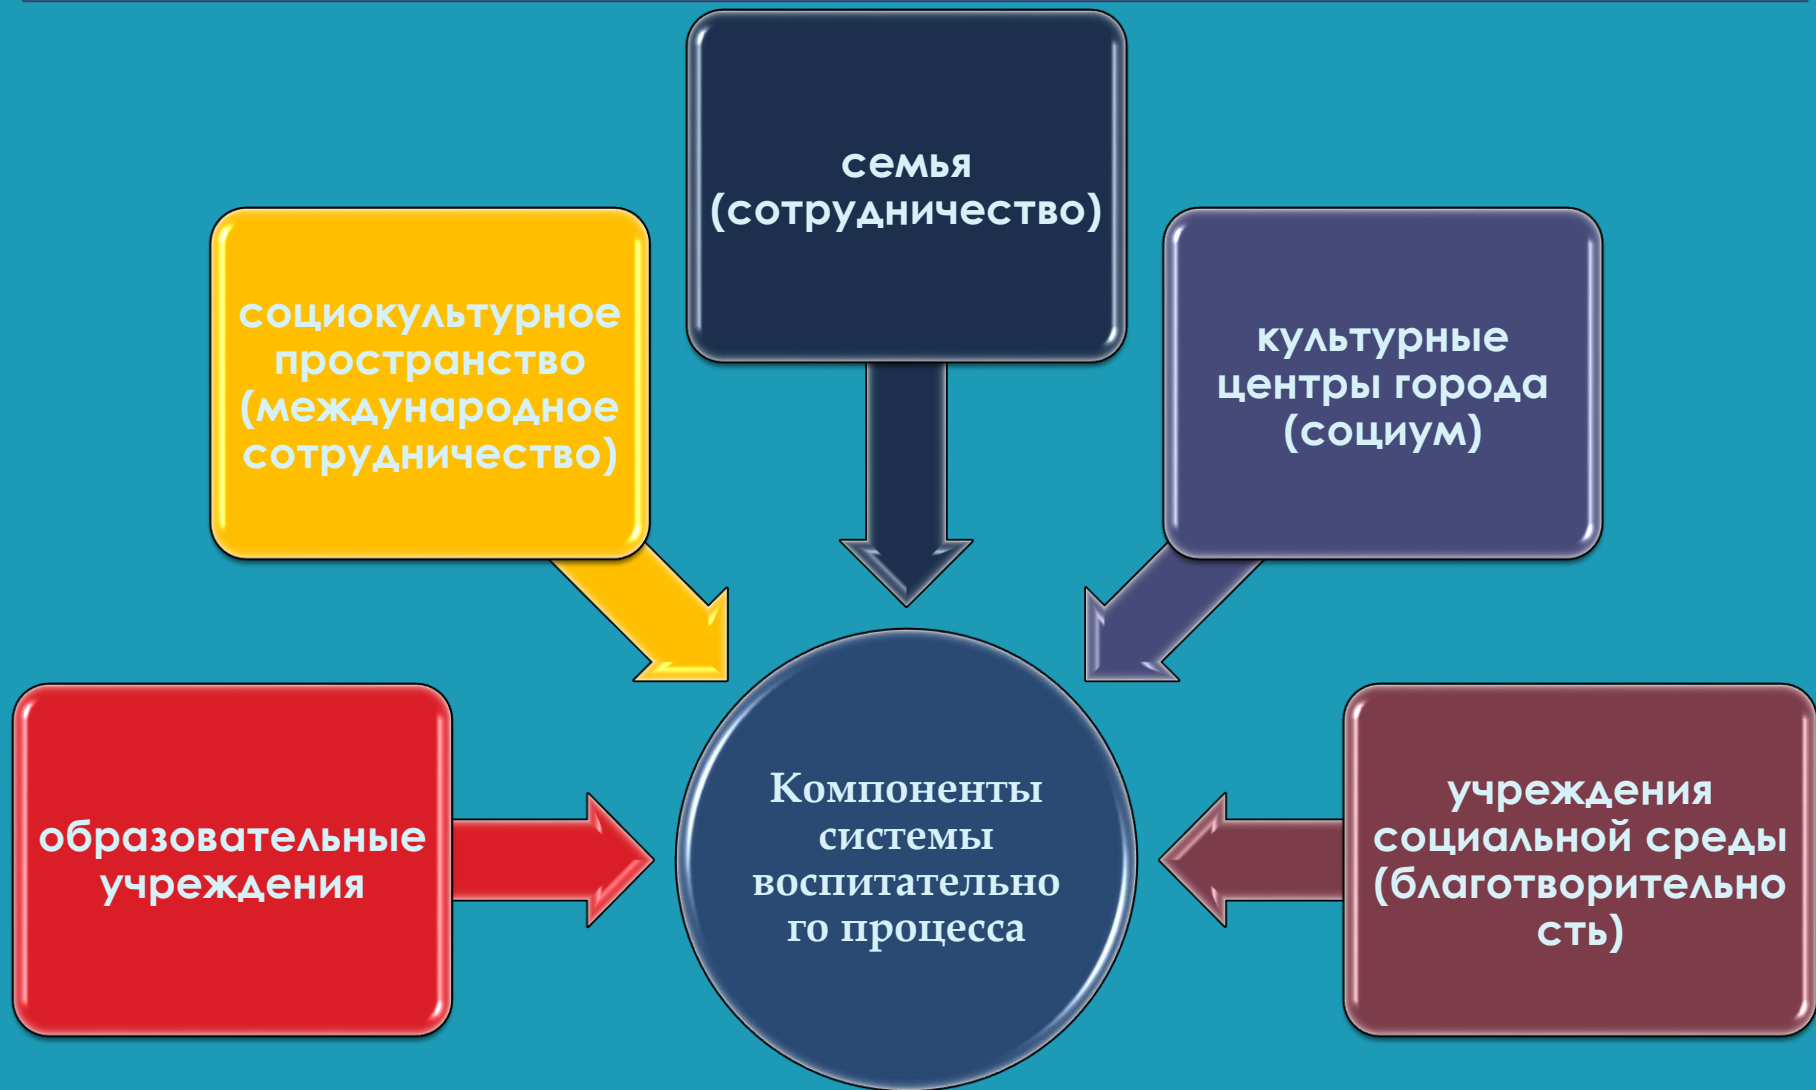 семья
(сотрудничество)
социокультурное
пространство
(международное
сотрудничество)
культурные
центры города
(социум)
образовательные
учреждения
Компоненты
системы
воспитательно
го процесса
учреждения
социальной среды
(благотворительно
сть)